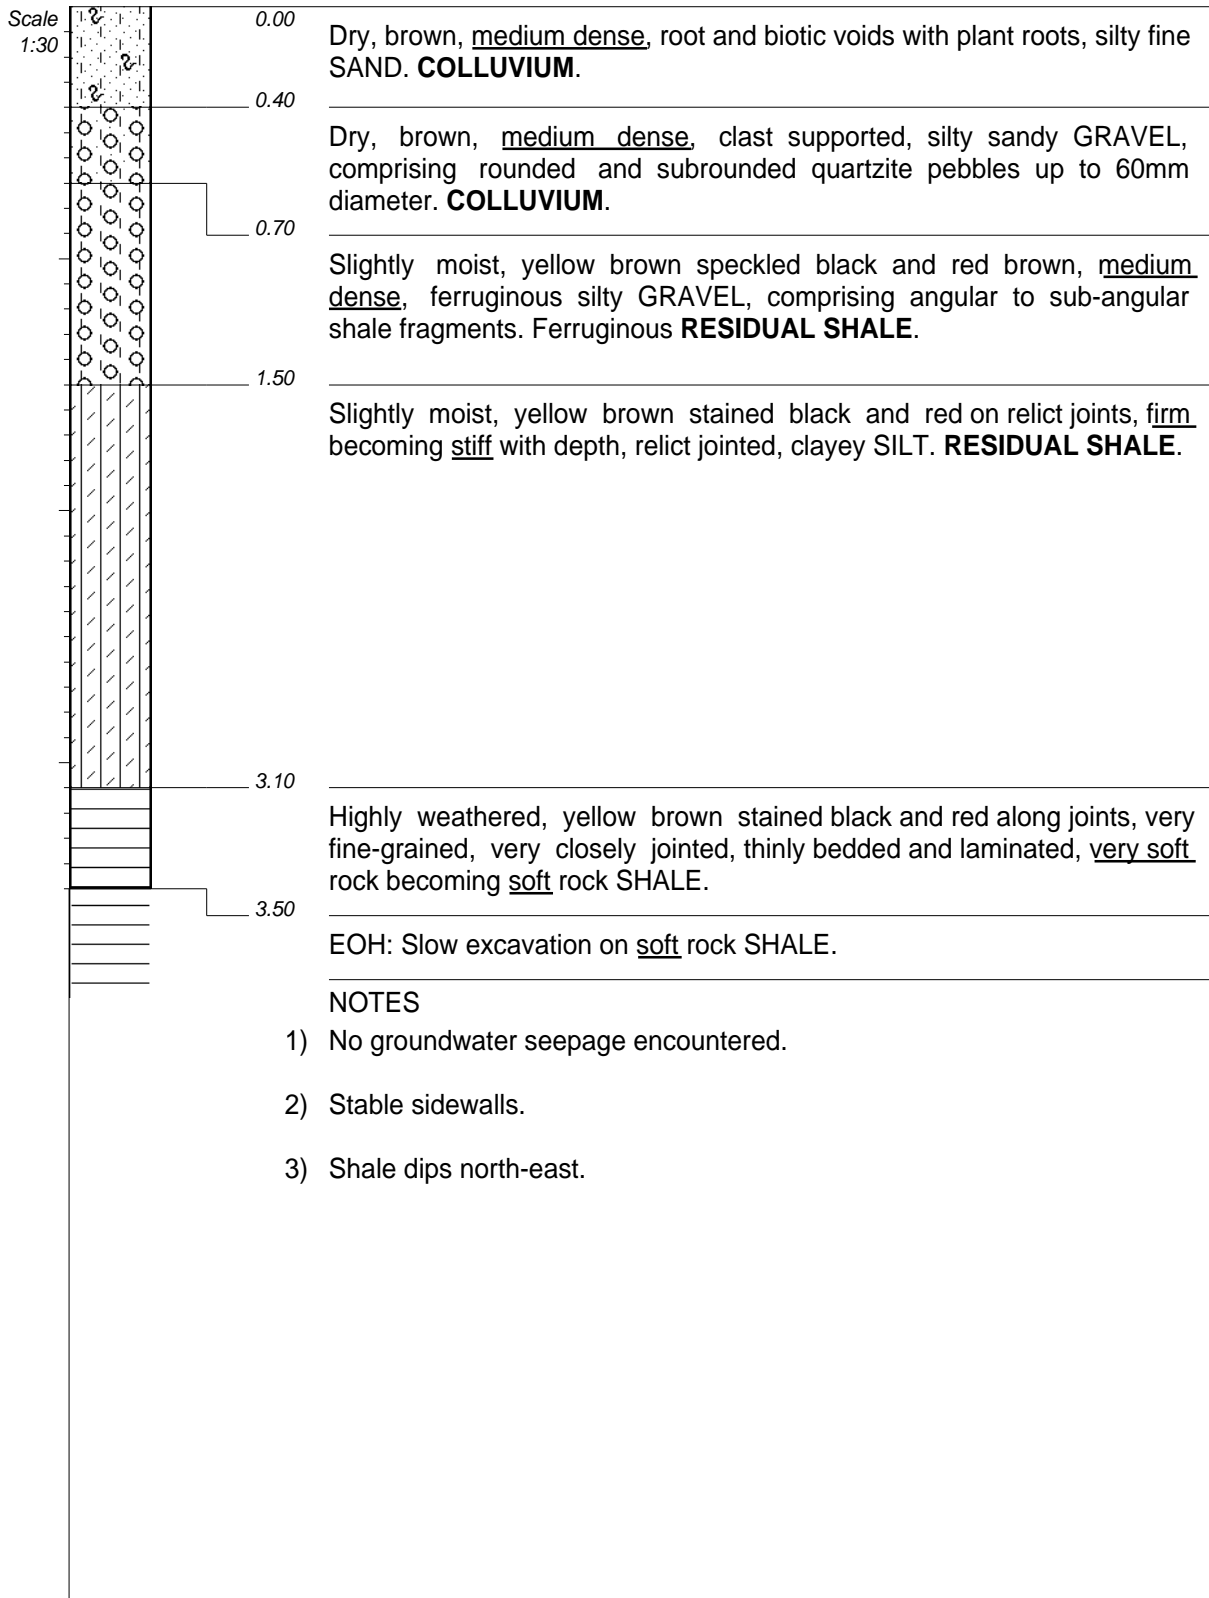 Scale
1:30
0.00
Dry, brown, medium dense, root and biotic voids with plant roots, silty fine
SAND. COLLUVIUM.
0.40
Dry, brown, medium dense, clast supported, silty sandy GRAVEL,
comprising rounded and subrounded quartzite pebbles up to 60mm
diameter. COLLUVIUM.
0.70
Slightly moist, yellow brown speckled black and red brown, medium
dense, ferruginous silty GRAVEL, comprising angular to sub-angular
shale fragments. Ferruginous RESIDUAL SHALE.
1.50
Slightly moist, yellow brown stained black and red on relict joints, firm
becoming stiff with depth, relict jointed, clayey SILT. RESIDUAL SHALE.
3.10
Highly weathered, yellow brown stained black and red along joints, very
fine-grained, very closely jointed, thinly bedded and laminated, very soft
rock becoming soft rock SHALE.
3.50
EOH: Slow excavation on soft rock SHALE.
NOTES
1) No groundwater seepage encountered.
2) Stable sidewalls.
3) Shale dips north-east.